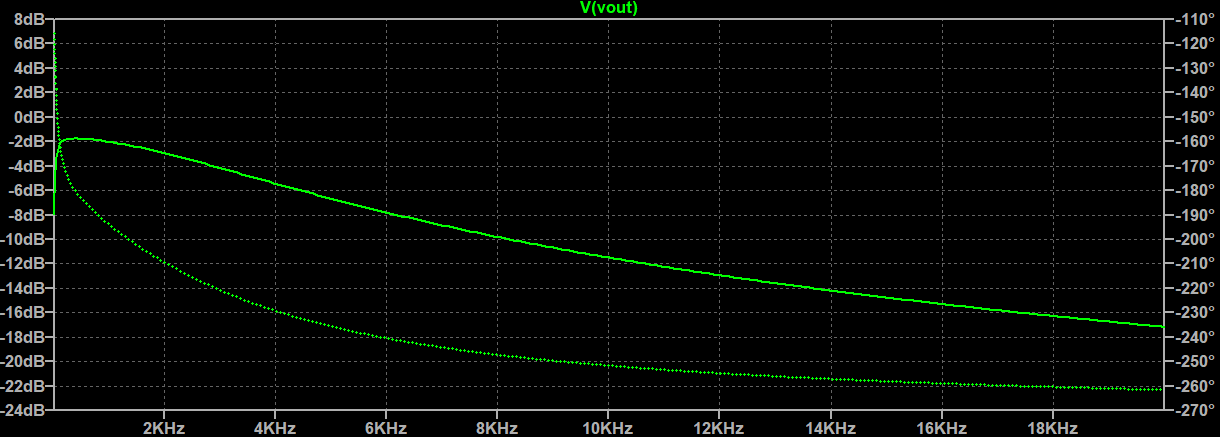 V(vout)
8dB
6dB
4dB
2dB
0dB
-2dB
-4dB
-6dB
-8dB
-10dB
-12dB
-14dB
-16dB
-18dB
-20dB
-22dB
-24dB
-110°
-120°
-130°
-140°
-150°
-160°
-170°
-180°
-190°
-200°
-210°
-220°
-230°
-240°
-250°
-260°
-270°
2KHz 4KHz 6KHz 8KHz 10KHz 12KHz 14KHz 16KHz 18KHz